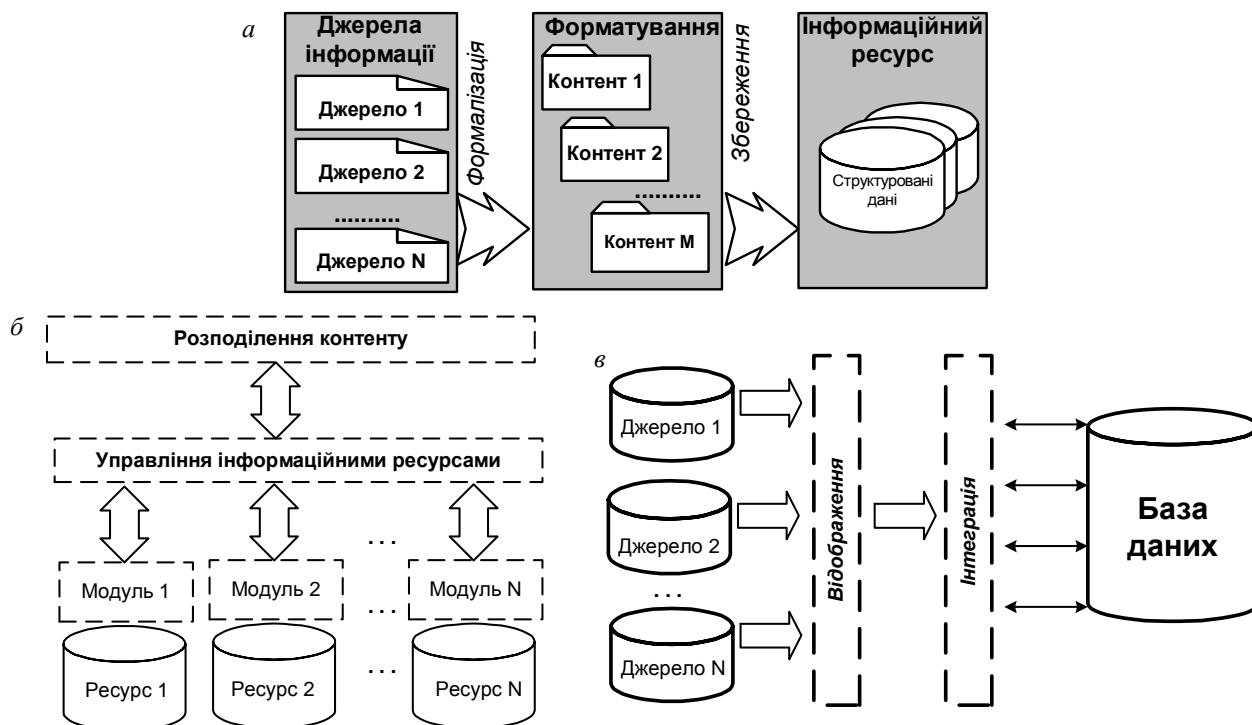 а
Джерела
інформації
Джерело 1
Джерело 2
..........
Джерело N
Формалізація
Форматування
Контент 1
Контент 2
..........
Контент M
Збереження
Інформаційний
ресурс
Структуровані
дані
б
Розподілення контенту
Управління інформаційними ресурсами
...
Модуль 1
Модуль 2
...
Модуль N
Ресурс 1
Ресурс 2
...
Ресурс N
в
Джерело 1
Джерело 2
...
Джерело N
Відображення
Інтеграція
База
даних